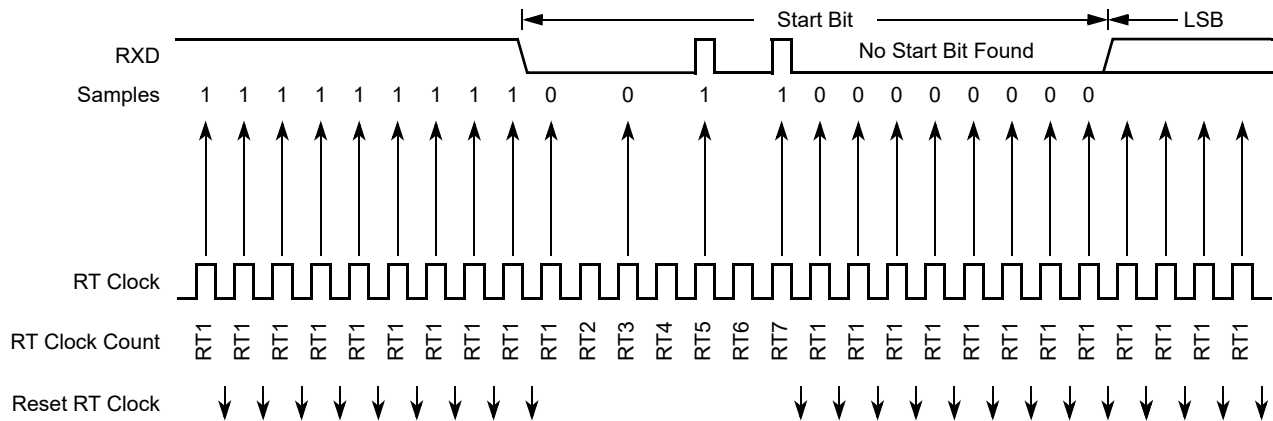 Start Bit LSB
RXD No Start Bit Found
Samples 1 1 1 1 1 1 1 1 1 0 0 1 1 0 0 0 0 0 0 0 0
RT Clock
RT Clock Count RT1 RT1 RT1 RT1 RT1 RT1 RT1 RT1 RT1 RT1 RT2 RT3 RT4 RT5 RT6 RT7 RT1 RT1 RT1 RT1 RT1 RT1 RT1 RT1 RT1 RT1 RT1 RT1
Reset RT Clock